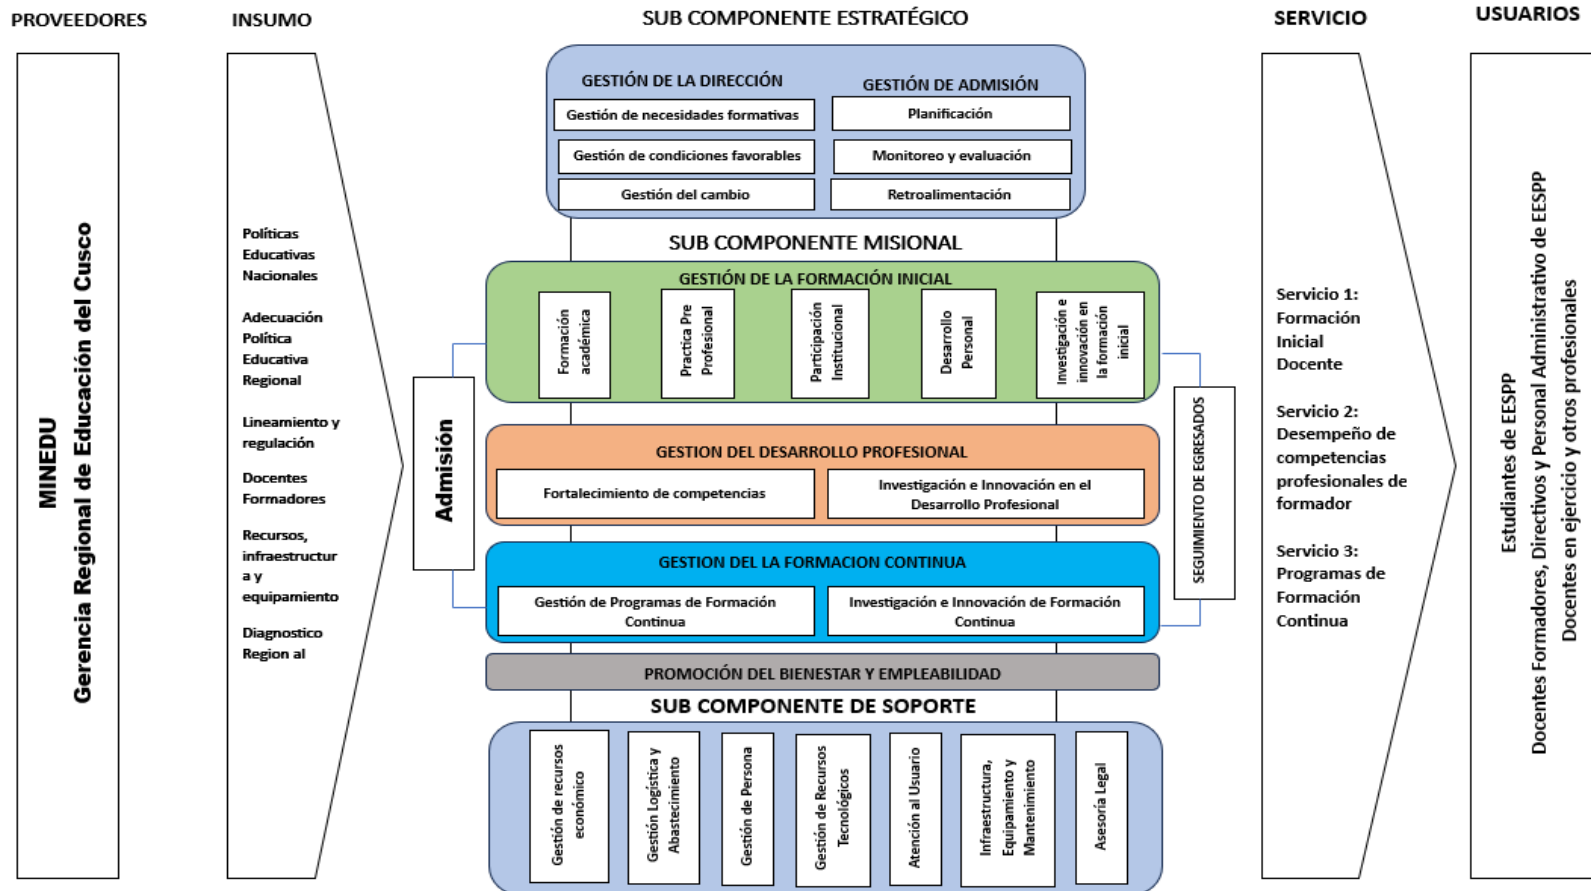 PROVEEDORES
INSUMO
SUB COMPONENTE ESTRATÉGICO
SERVICIO
USUARIOS
MINEDU
Gerencia Regional de Educación del Cusco
Políticas
Educativas
Nacionales
Adecuación
Política
Educativa
Regional
Lineamiento y
regulación
Docentes
Formadores
Recursos,
infraestructur
a y
equipamiento
Diagnostico
Region al
GESTIÓN DE LA DIRECCIÓN
Gestión de necesidades formativas
Gestión de condiciones favorables
Gestión del cambio
GESTIÓN DE ADMISIÓN
Planificación
Monitoreo y evaluación
Retroalimentación
SUB COMPONENTE MISIONAL
Admisión
GESTIÓN DE LA FORMACIÓN INICIAL
Formación
académica
Practica Pre
Profesional
Participación
Institucional
Desarrollo
Personal
Investigación e
innovación en
la formación
inicial
GESTION DEL DESARROLLO PROFESIONAL
Fortalecimiento de competencias
Investigación e Innovación en el
Desarrollo Profesional
GESTION DEL LA FORMACION CONTINUA
Gestión de Programas de Formación
Continua
Investigación e Innovación de Formación
Continua
SEGUIMIENTO DE EGRESADOS
PROMOCIÓN DEL BIENESTAR Y EMPLEABILIDAD
SUB COMPONENTE DE SOPORTE
Gestión de recursos
económico
Gestión Logística y
Abastecimiento
Gestión de Persona
Gestión de Recursos
Tecnológicos
Atención al Usuario
Infraestructura,
Equipamiento y
Mantenimiento
Asesoría Legal
Servicio 1:
Formación
Inicial
Docente
Servicio 2:
Desempeño de
competencias
profesionales de
formador
Servicio 3:
Programas de
Formación
Continua
Estudiantes de EESPP
Docentes Formadores, Directivos y Personal Administrativo de EESPP
Docentes en ejercicio y otros profesionales